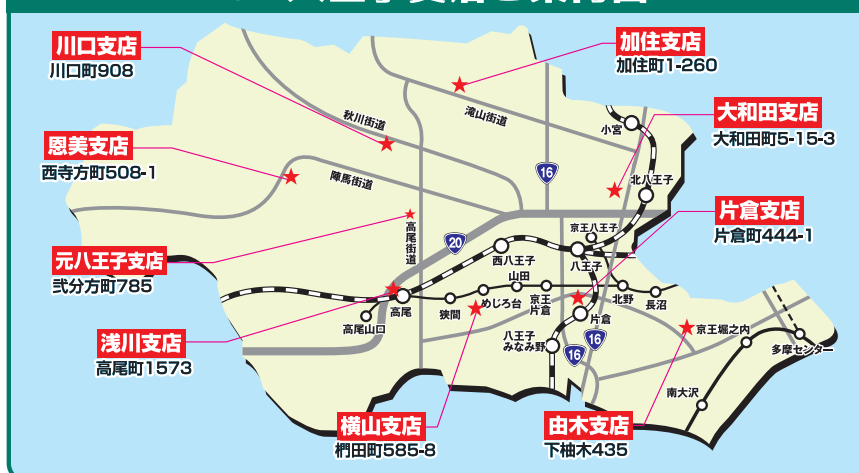 川口支店
川口町908
加住支店
加住町1-260
大和田支店
大和田町5-15-3
恩美支店
西寺方町508-1
片倉支店
片倉町444-1
元八王子支店
弐分方町785
浅川支店
高尾町1573
横山支店
椚田町585-8
由木支店
下柚木435
秋川街道
滝山街道
陣馬街道
高尾街道
16
20
16
16
小宮
北八王子
京王八王子
八王子
西八王子
山田
めじろ台
京王
片倉
北野
長沼
高尾
高尾山口
狭間
片倉
八王子
みなみ野
京王堀之内
多摩センター
南大沢